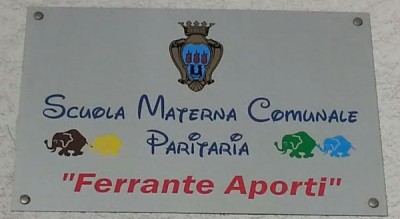 Scuola Materna Comunale
Paritaria
"Ferrante Aporti"